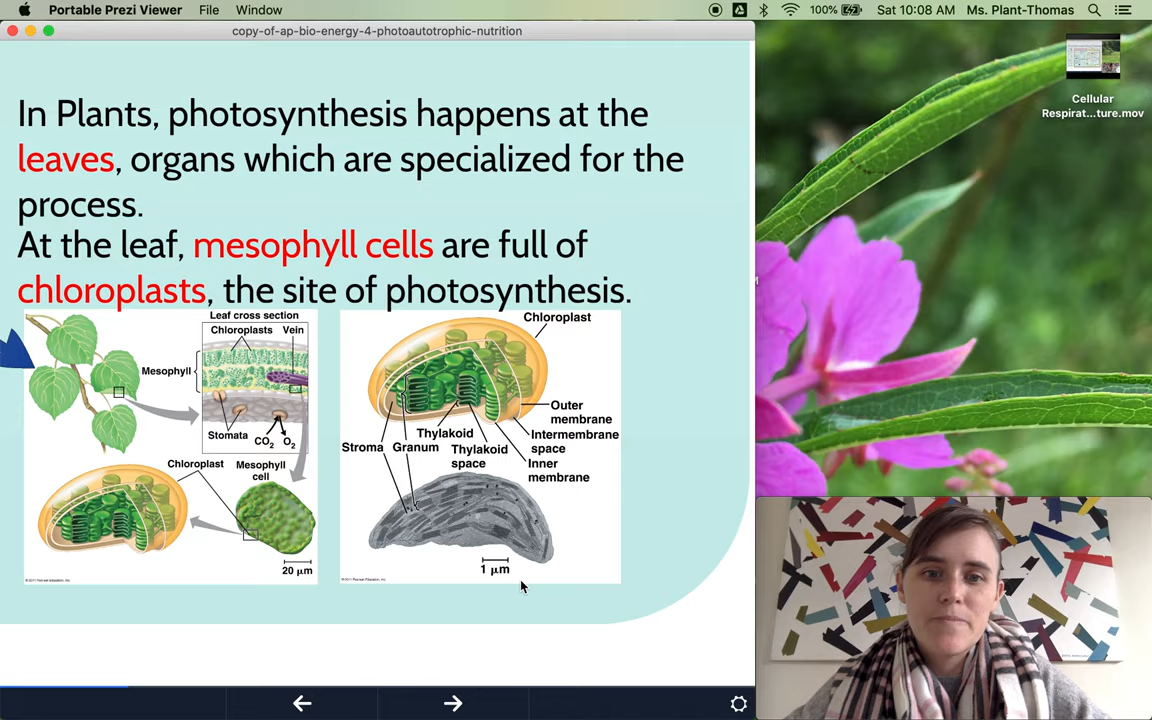 Portable Prezi Viewer File Window 100% Sat 10:08 AM Ms. Plant-Thomas
copy-of-ap-bio-energy-4-photoautotrophic-nutrition
Cellular
Respirat...ture.mov
In Plants, photosynthesis happens at the
leaves, organs which are specialized for the
process.
At the leaf, mesophyll cells are full of
chloroplasts, the site of photosynthesis.
Leaf cross section
Chloroplasts Vein
Mesophyll
Stomata
CO2 O2
Chloroplast
Mesophyll
cell
20 µm
Chloroplast
Outer
membrane
Intermembrane
space
Inner
membrane
Thylakoid
Thylakoid
space
Stroma Granum
1 µm